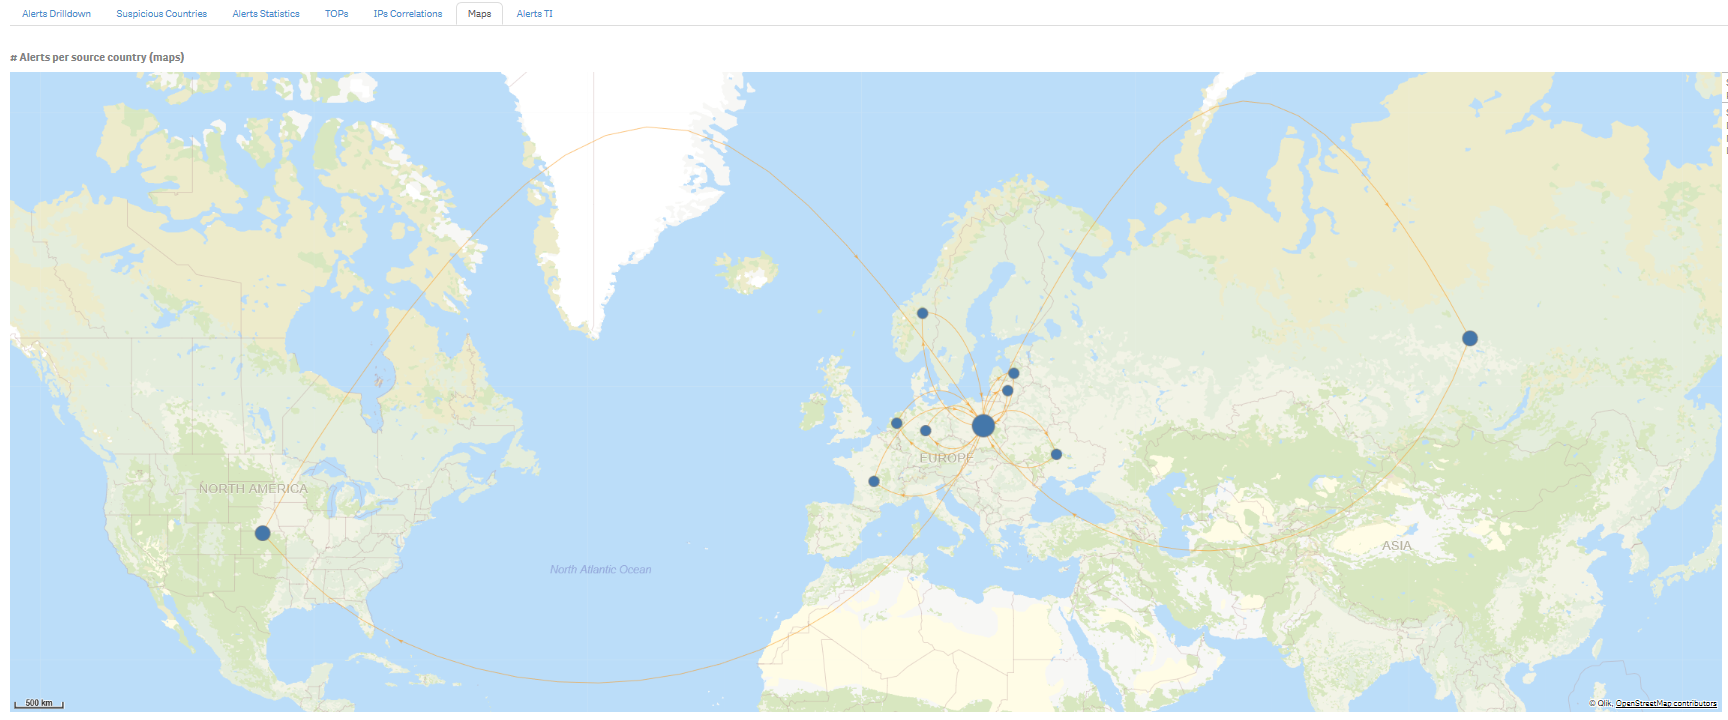 Alerts Drilldown Suspicious Countries Alerts Statistics TOPs IPs Correlations Maps Alerts TI
# Alerts per source country (maps)
EUROPE
NORTH AMERICA
ASIA
North Atlantic Ocean
500 km
© Qlik, OpenStreetMap contributors